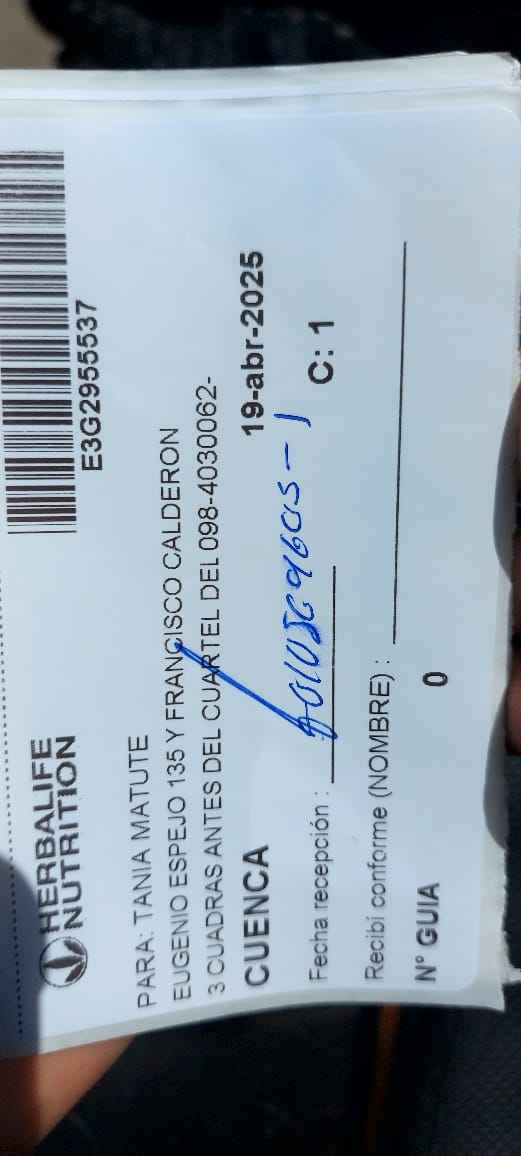 HERBALIFE
NUTRITION
E3G2955537
PARA: TANIA MATUTE
EUGENIO ESPEJO 135 Y FRANCISCO CALDERON
3 CUADRAS ANTES DEL CUARTEL DEL 098-4030062-
CUENCA 19-abr-2025
Fecha recepción : C: 1
Recibí conforme (NOMBRE) :
N° GUIA 0